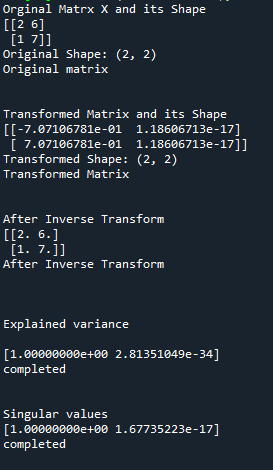 Orginal Matrx X and its Shape
[[2 6]
 [1 7]]
Original Shape: (2, 2)
Original matrix
Transformed Matrix and its Shape
[[-7.07106781e-01  1.18606713e-17]
 [ 7.07106781e-01  1.18606713e-17]]
Transformed Shape: (2, 2)
Transformed Matrix
After Inverse Transform
[[2. 6.]
 [1. 7.]]
After Inverse Transform
Explained variance
[1.00000000e+00 2.81351049e-34]
completed
Singular values
[1.00000000e+00 1.67735223e-17]
completed